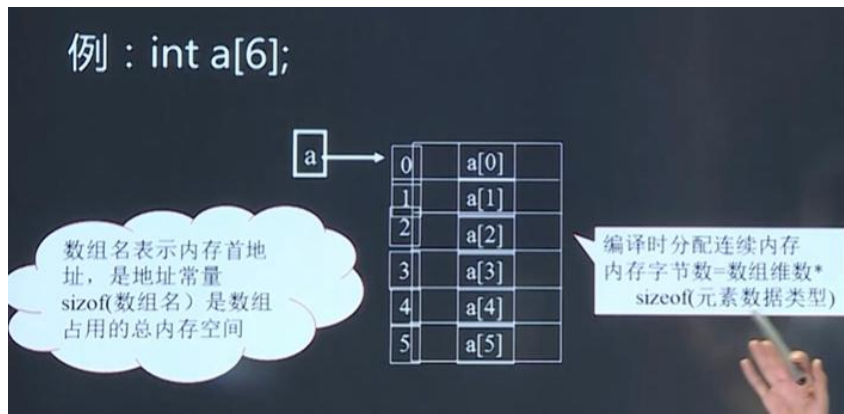 例：int a[6];
a
0 a[0]
1 a[1]
2 a[2]
3 a[3]
4 a[4]
5 a[5]
数组名表示内存首地
址，是地址常量
sizof(数组名）是数组
占用的总内存空间
编译时分配连续内存
内存字节数=数组维数*
sizeof(元素数据类型)